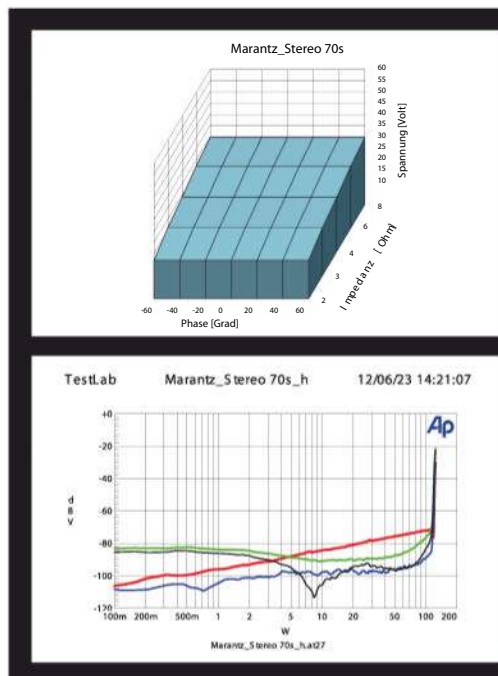 Marantz_Stereo 70s
60
55
50
45
40
35
30
25
20
15
10
Spannung [Volt]
8
6
4
3
2
Impedanz [Ohm]
-60 -40 -20 0 20 40 60
Phase [Grad]
TestLab Marantz_Stereo 70s_h 12/06/23 14:21:07
Ap
+0
-20
-40
-60
-80
-100
-120
d
B
V
100m 200m 500m 1 2 5 10 20 50 100 200
W
Marantz_Stereo 70s_h.at27